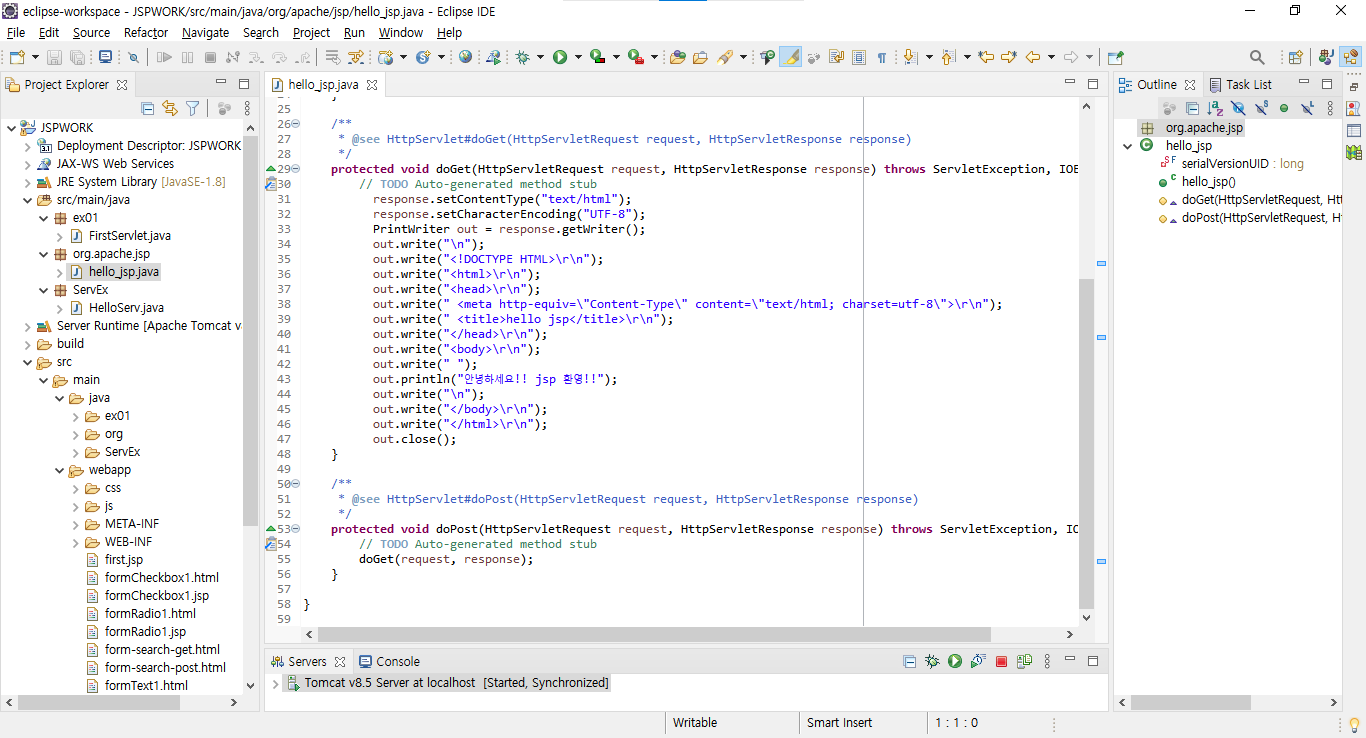 eclipse-workspace - JSPWORK/src/main/java/org/apache/jsp/hello_jsp.java - Eclipse IDE
File Edit Source Refactor Navigate Search Project Run Window Help
Project Explorer
JSPWORK
Deployment Descriptor: JSPWORK
JAX-WS Web Services
JRE System Library [JavaSE-1.8]
src/main/java
ex01
FirstServlet.java
org.apache.jsp
hello_jsp.java
ServEx
HelloServ.java
Server Runtime [Apache Tomcat v
build
src
main
java
ex01
org
ServEx
webapp
css
js
META-INF
WEB-INF
first.jsp
formCheckbox1.html
formCheckbox1.jsp
formRadio1.html
formRadio1.jsp
form-search-get.html
form-search-post.html
formText1.html
hello_jsp.java
25
26 /**
27 * @see HttpServlet#doGet(HttpServletRequest request, HttpServletResponse response)
28 */
29 protected void doGet(HttpServletRequest request, HttpServletResponse response) throws ServletException, IOE
30 // TODO Auto-generated method stub
31 response.setContentType("text/html");
32 response.setCharacterEncoding("UTF-8");
33 PrintWriter out = response.getWriter();
34 out.write("\n");
35 out.write("<!DOCTYPE HTML>\r\n");
36 out.write("<html>\r\n");
37 out.write("<head>\r\n");
38 out.write(" <meta http-equiv=\"Content-Type\" content=\"text/html; charset=utf-8\">\r\n");
39 out.write(" <title>hello jsp</title>\r\n");
40 out.write("</head>\r\n");
41 out.write("<body>\r\n");
42 out.write(" ");
43 out.println("안녕하세요!! jsp 환영!!");
44 out.write("\n");
45 out.write("</body>\r\n");
46 out.write("</html>\r\n");
47 out.close();
48 }
49
50 /**
51 * @see HttpServlet#doPost(HttpServletRequest request, HttpServletResponse response)
52 */
53 protected void doPost(HttpServletRequest request, HttpServletResponse response) throws ServletException, IO
54 // TODO Auto-generated method stub
55 doGet(request, response);
56 }
57
58 }
59
Servers Console
Tomcat v8.5 Server at localhost [Started, Synchronized]
Outline Task List
org.apache.jsp
hello_jsp
serialVersionUID : long
hello_jsp()
doGet(HttpServletRequest, Htt
doPost(HttpServletRequest, H
Writable Smart Insert 1 : 1 : 0